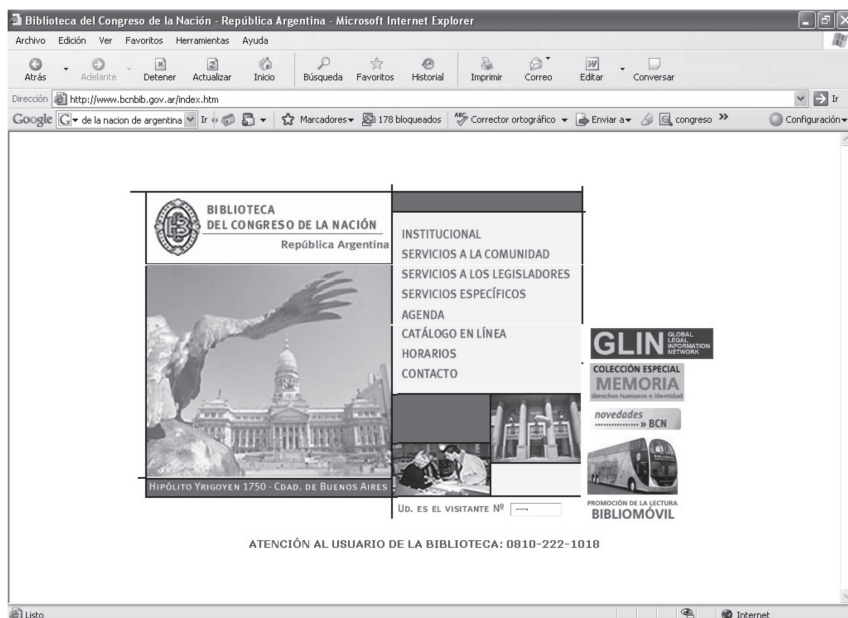 Biblioteca del Congreso de la Nación - República Argentina - Microsoft Internet Explorer
Archivo Edición Ver Favoritos Herramientas Ayuda
Atrás Adelante Detener Actualizar Inicio Búsqueda Favoritos Historial Imprimir Correo Editar Conversar
Dirección http://www.bcnbib.gov.ar/index.htm Ir
Google G de la nacion de argentina Ir Marcadores 178 bloqueados ABC Corrector ortográfico Enviar a congreso » Configuración
BIBLIOTECA
DEL CONGRESO DE LA NACIÓN
República Argentina
INSTITUCIONAL
SERVICIOS A LA COMUNIDAD
SERVICIOS A LOS LEGISLADORES
SERVICIOS ESPECÍFICOS
AGENDA
CATÁLOGO EN LÍNEA
HORARIOS
CONTACTO
GLIN GLOBAL
LEGAL
INFORMATION
NETWORK
COLECCIÓN ESPECIAL
MEMORIA
derechos humanos e identidad
novedades
» BCN
HIPÓLITO YRIGOYEN 1750 - CDAD. DE BUENOS AIRES
UD. ES EL VISITANTE Nº
PROMOCIÓN DE LA LECTURA
BIBLIOMÓVIL
ATENCIÓN AL USUARIO DE LA BIBLIOTECA: 0810-222-1018
Listo Internet